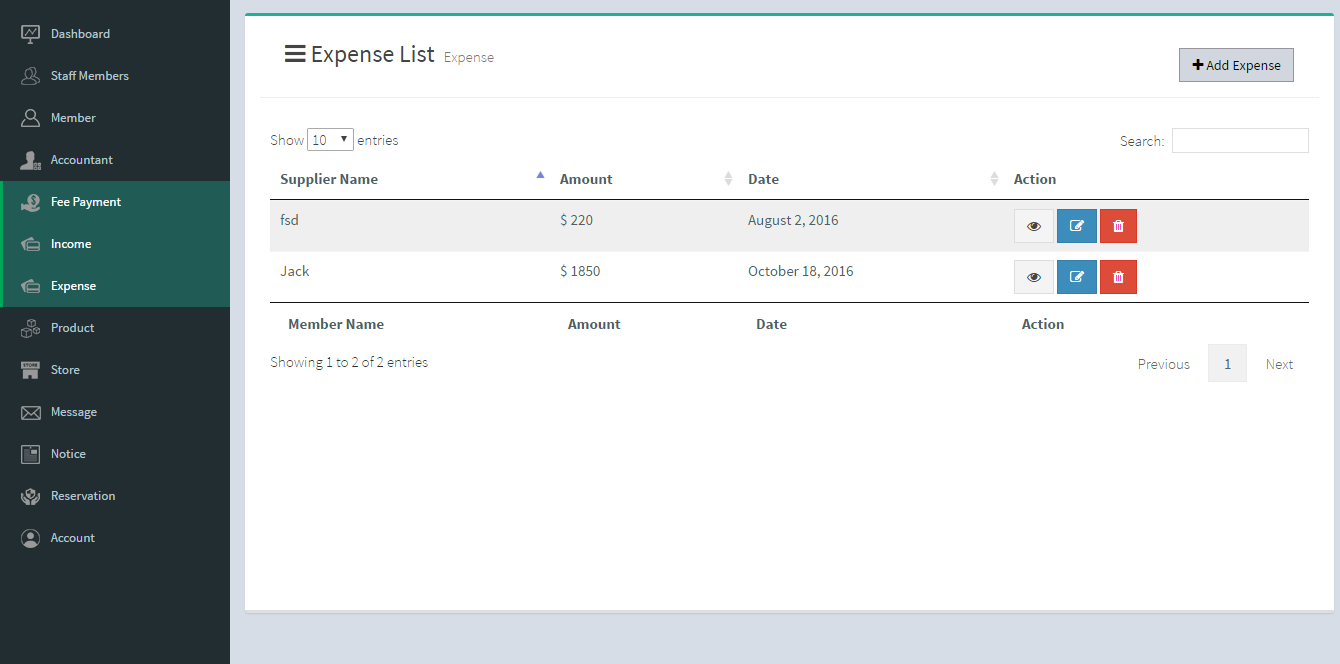 Dashboard
Staff Members
Member
Accountant
Fee Payment
Income
Expense
Product
Store
Message
Notice
Reservation
Account
Expense List Expense
Add Expense
Show 10 entries
Search:
Supplier Name Amount Date Action
fsd $ 220 August 2, 2016
Jack $ 1850 October 18, 2016
Member Name Amount Date Action
Showing 1 to 2 of 2 entries
Previous 1 Next